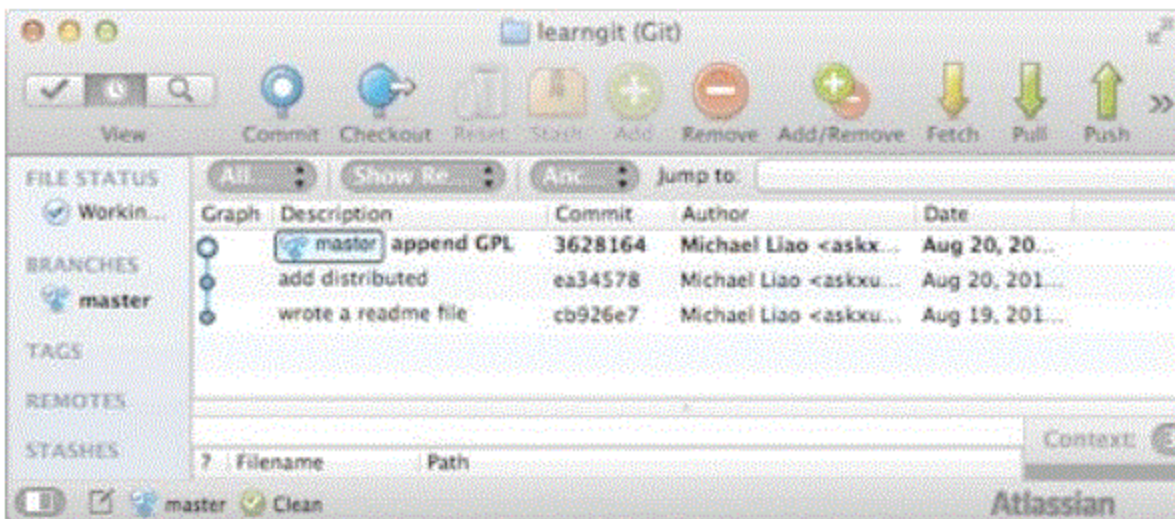 learngit (Git)
View Commit Checkout Reset Stash Add Remove Add/Remove Fetch Pull Push »
FILE STATUS All Show Re... Anc... Jump to:
Workin... Graph Description Commit Author Date
master append GPL 3628164 Michael Liao <askx... Aug 20, 20...
BRANCHES
add distributed ea34578 Michael Liao <askxu... Aug 20, 201...
master
wrote a readme file cb926e7 Michael Liao <askxu... Aug 19, 201...
TAGS
REMOTES
STASHES
Context:
? Filename Path
master Clean Atlassian